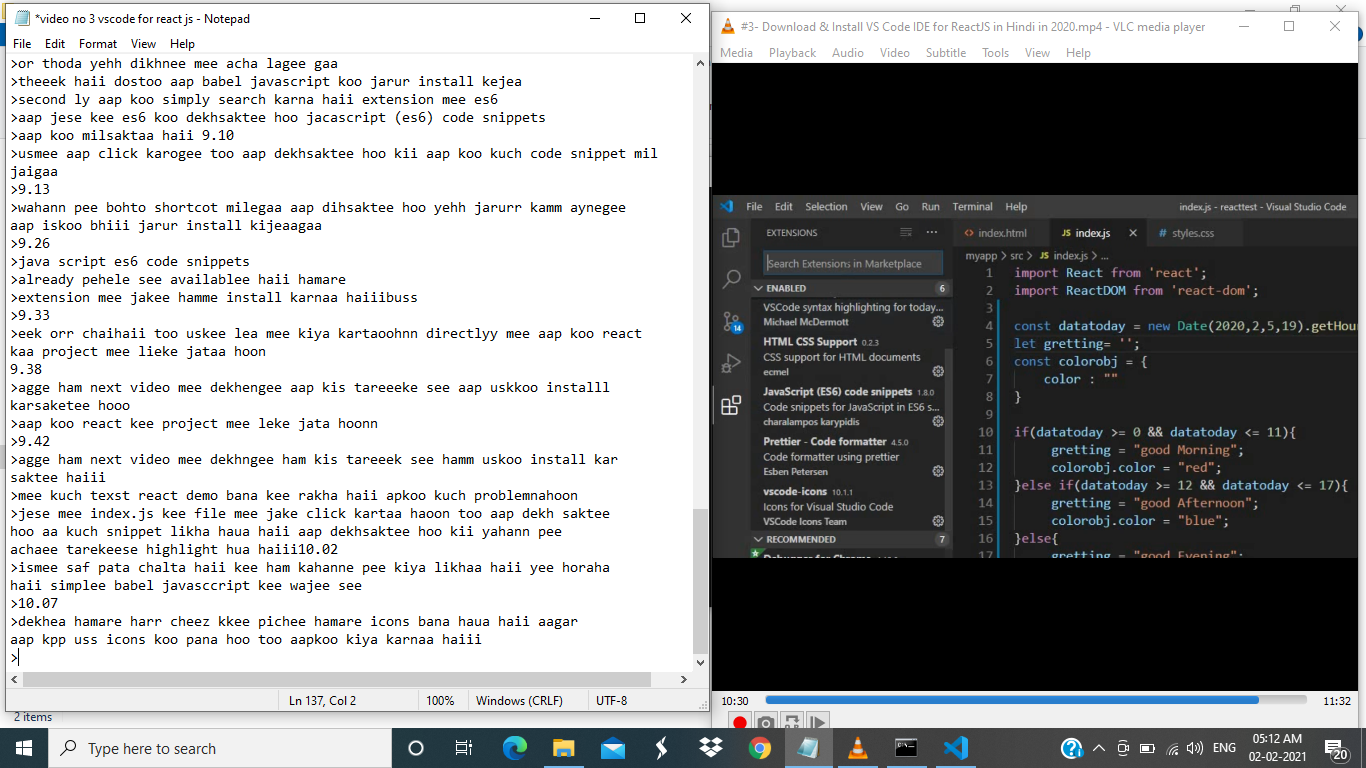 *video no 3 vscode for react js - Notepad
File Edit Format View Help
>or thoda yehh dikhnee mee acha lagee gaa
>theeek haii dostoo aap babel javascript koo jarur install kejea
>second ly aap koo simply search karna haii extension mee es6
>aap jese kee es6 koo dekhsaktee hoo jacascript (es6) code snippets
>aap koo milsaktaa haii 9.10
>usmee aap click karogee too aap dekhsaktee hoo kii aap koo kuch code snippet mil
jaigaa
>9.13
>wahann pee bohto shortcot milegaa aap dihsaktee hoo yehh jarurr kamm aynegee
aap iskoo bhiii jarur install kijeaagaa
>9.26
>java script es6 code snippets
>already pehele see availablee haii hamare
>extension mee jakee hamme install karnaa haiiibuss
>9.33
>eek orr chaihaii too uskee lea mee kiya kartaoohnn directlyy mee aap koo react
kaa project mee lieke jataa hoon
9.38
>agge ham next video mee dekhengee aap kis tareeeke see aap uskkoo installl
karsaketee hooo
>aap koo react kee project mee leke jata hoonn
>9.42
>agge ham next video mee dekhngee ham kis tareeek see hamm uskoo install kar
saktee haiii
>mee kuch texst react demo bana kee rakha haii apkoo kuch problemnahoon
>jese mee index.js kee file mee jake click kartaa haoon too aap dekh saktee
hoo aa kuch snippet likha haua haii aap dekhsaktee hoo kii yahann pee
achaee tarekeese highlight hua haiii10.02
>ismee saf pata chalta haii kee ham kahanne pee kiya likhaa haii yee horaha
haii simplee babel javasccript kee wajee see
>10.07
>dekhea hamare harr cheez kkee pichee hamare icons bana haua haii aagar
aap kpp uss icons koo pana hoo too aapkoo kiya karnaa haiii
>
Ln 137, Col 2 100% Windows (CRLF) UTF-8
2 items
#3- Download & Install VS Code IDE for ReactJS in Hindi in 2020.mp4 - VLC media player
Media Playback Audio Video Subtitle Tools View Help
File Edit Selection View Go Run Terminal Help index.js - reacttest - Visual Studio Code
EXTENSIONS
Search Extensions in Marketplace
ENABLED 6
VSCode syntax highlighting for today...
Michael McDermott
HTML CSS Support 0.2.3
CSS support for HTML documents
ecmel
JavaScript (ES6) code snippets 1.8.0
Code snippets for JavaScript in ES6 s...
charalampos karypidis
Prettier - Code formatter 4.5.0
Code formatter using prettier
Esben Petersen
vscode-icons 10.1.1
Icons for Visual Studio Code
VSCode Icons Team
RECOMMENDED 7
14
index.html JS index.js # styles.css
myapp > src > JS index.js > ...
1 import React from 'react';
2 import ReactDOM from 'react-dom';
3
4 const datatoday = new Date(2020,2,5,19).getHou
5 let gretting= '';
6 const colorobj = {
7 color : ""
8 }
9
10 if(datatoday >= 0 && datatoday <= 11){
11 gretting = "good Morning";
12 colorobj.color = "red";
13 }else if(datatoday >= 12 && datatoday <= 17){
14 gretting = "good Afternoon";
15 colorobj.color = "blue";
16 }else{
17 gretting = "good Evening";
10:30 11:32
Type here to search
ENG
05:12 AM
02-02-2021
20